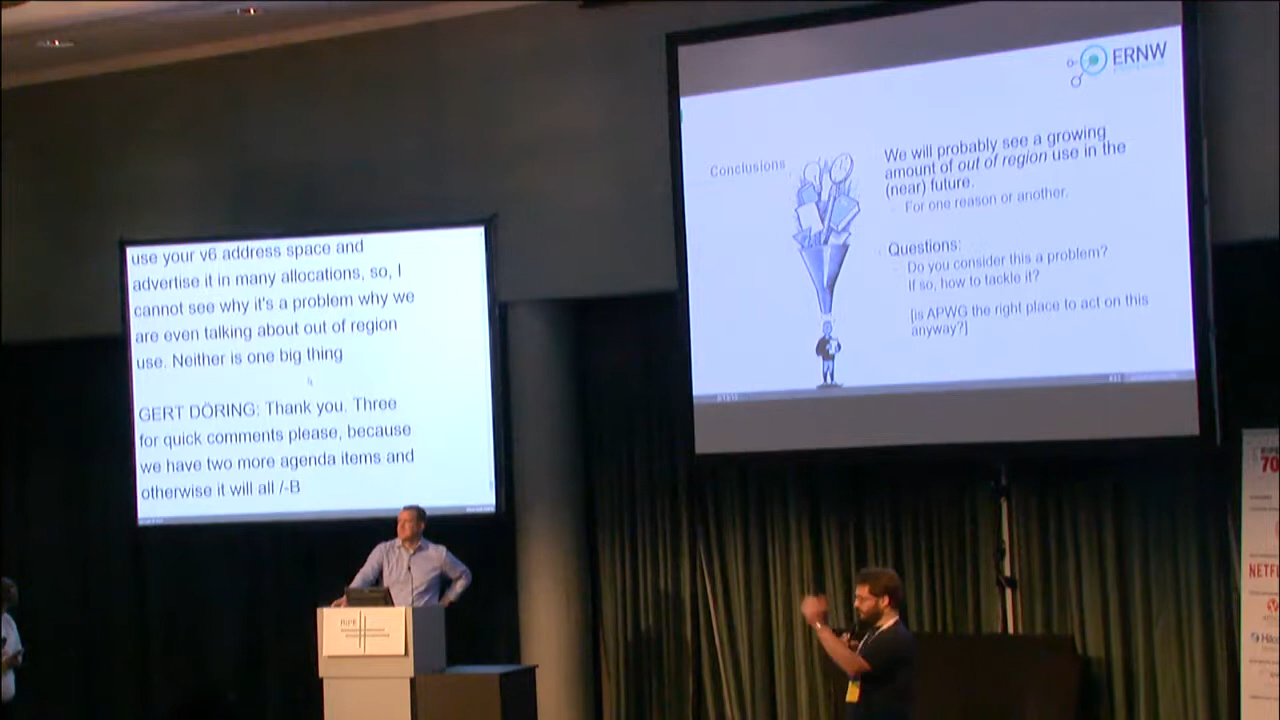 use your v6 address space and
advertise it in many allocations, so, I
cannot see why it's a problem why we
are even talking about out of region
use. Neither is one big thing
GERT DÖRING: Thank you. Three
for quick comments please, because
we have two more agenda items and
otherwise it will all /-B
ERNW
Conclusions
We will probably see a growing
amount of out of region use in the
(near) future.
For one reason or another.
Questions:
Do you consider this a problem?
If so, how to tackle it?
[is APWG the right place to act on this
anyway?]
RIPE
70
NETF